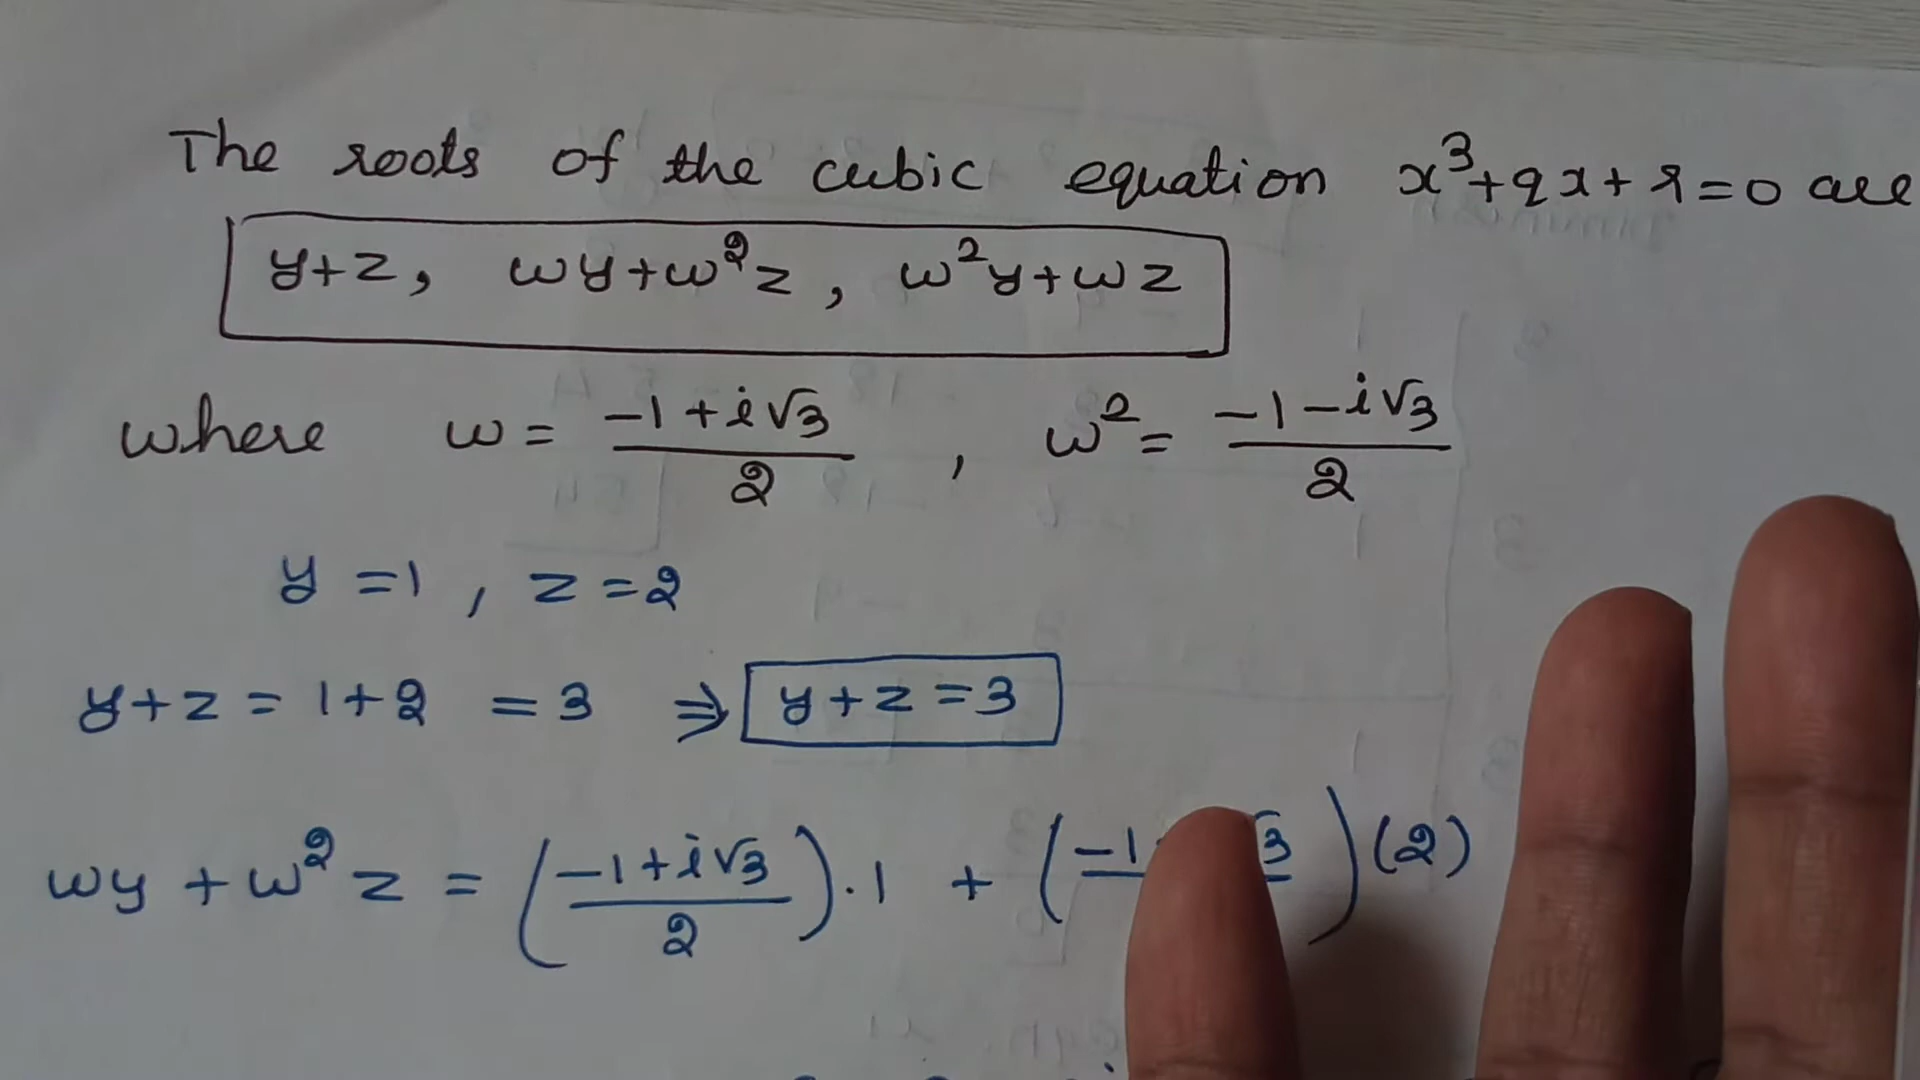 The roots of the cubic equation x³+qx+r=0 are
y+z, ωy+ω²z, ω²y+ωz
where ω = (-1+i√3)/2 , ω² = (-1-i√3)/2
y=1, z=2
y+z = 1+2 = 3 ⇒ y+z=3
ωy+ω²z = ((-1+i√3)/2).1 + (-1 3)(2)